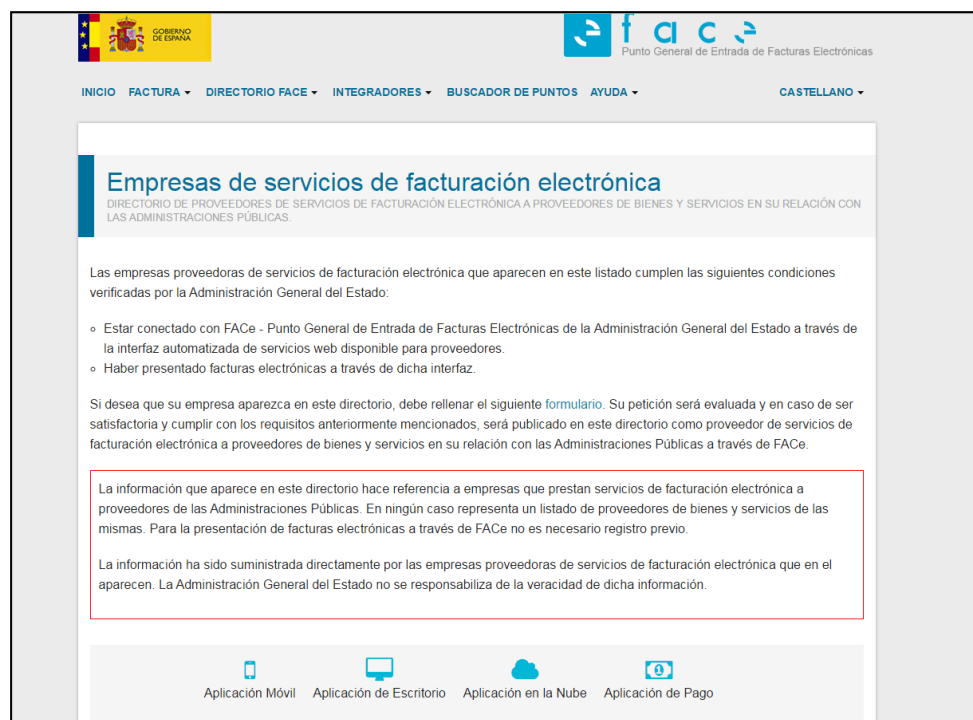 GOBIERNO
DE ESPAÑA
face
Punto General de Entrada de Facturas Electrónicas
INICIO FACTURA DIRECTORIO FACE INTEGRADORES BUSCADOR DE PUNTOS AYUDA CASTELLANO
Empresas de servicios de facturación electrónica
DIRECTORIO DE PROVEEDORES DE SERVICIOS DE FACTURACIÓN ELECTRÓNICA A PROVEEDORES DE BIENES Y SERVICIOS EN SU RELACIÓN CON
LAS ADMINISTRACIONES PÚBLICAS.
Las empresas proveedoras de servicios de facturación electrónica que aparecen en este listado cumplen las siguientes condiciones
verificadas por la Administración General del Estado:
Estar conectado con FACe - Punto General de Entrada de Facturas Electrónicas de la Administración General del Estado a través de
la interfaz automatizada de servicios web disponible para proveedores.
Haber presentado facturas electrónicas a través de dicha interfaz.
Si desea que su empresa aparezca en este directorio, debe rellenar el siguiente formulario. Su petición será evaluada y en caso de ser
satisfactoria y cumplir con los requisitos anteriormente mencionados, será publicado en este directorio como proveedor de servicios de
facturación electrónica a proveedores de bienes y servicios en su relación con las Administraciones Públicas a través de FACe.
La información que aparece en este directorio hace referencia a empresas que prestan servicios de facturación electrónica a
proveedores de las Administraciones Públicas. En ningún caso representa un listado de proveedores de bienes y servicios de las
mismas. Para la presentación de facturas electrónicas a través de FACe no es necesario registro previo.
La información ha sido suministrada directamente por las empresas proveedoras de servicios de facturación electrónica que en el
aparecen. La Administración General del Estado no se responsabiliza de la veracidad de dicha información.
Aplicación Móvil Aplicación de Escritorio Aplicación en la Nube Aplicación de Pago